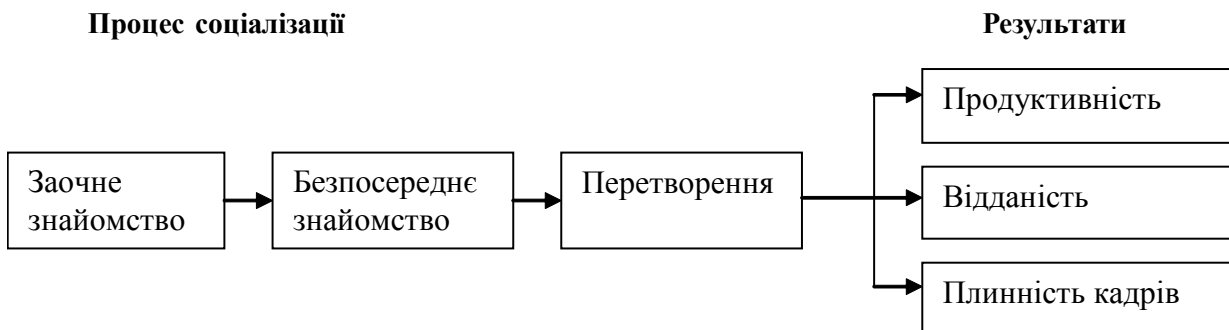 Процес соціалізації
Результати
Заочне
знайомство
Безпосереднє
знайомство
Перетворення
Продуктивність
Відданість
Плинність кадрів